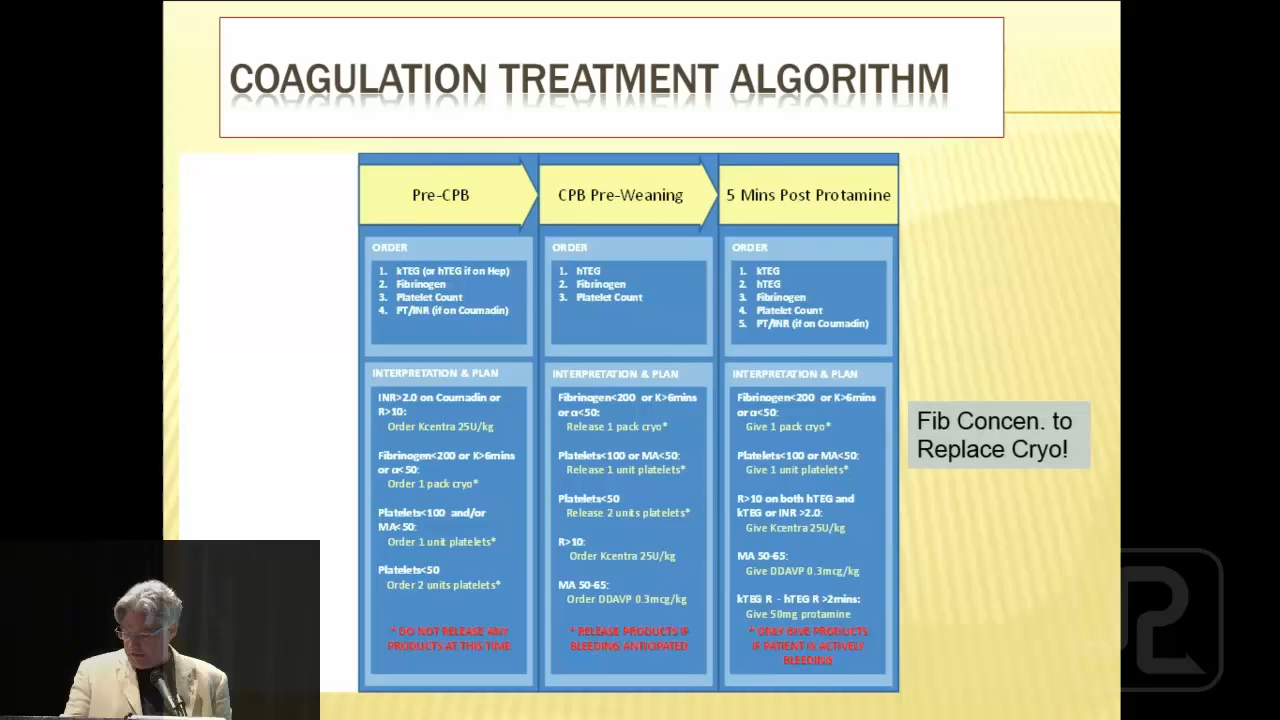 COAGULATION TREATMENT ALGORITHM
Pre-CPB
ORDER
1. kTEG (or hTEG if on Hep)
2. Fibrinogen
3. Platelet Count
4. PT/INR (if on Coumadin)
INTERPRETATION & PLAN
INR>2.0 on Coumadin or
R>10:
Order Kcentra 25U/kg
Fibrinogen<200 or K>6mins
or α<50:
Order 1 pack cryo*
Platelets<100 and/or
MA<50:
Order 1 unit platelets*
Platelets<50
Order 2 units platelets*
* DO NOT RELEASE ANY
PRODUCTS AT THIS TIME
CPB Pre-Weaning
ORDER
1. hTEG
2. Fibrinogen
3. Platelet Count
INTERPRETATION & PLAN
Fibrinogen<200 or K>6mins
or α<50:
Release 1 pack cryo*
Platelets<100 or MA<50:
Release 1 unit platelets*
Platelets<50
Release 2 units platelets*
R>10:
Order Kcentra 25U/kg
MA 50-65:
Order DDAVP 0.3mcg/kg
* RELEASE PRODUCTS IF
BLEEDING ANTICIPATED
5 Mins Post Protamine
ORDER
1. kTEG
2. hTEG
3. Fibrinogen
4. Platelet Count
5. PT/INR (if on Coumadin)
INTERPRETATION & PLAN
Fibrinogen<200 or K>6mins
or α<50:
Give 1 pack cryo*
Platelets<100 or MA<50:
Give 1 unit platelets*
R>10 on both hTEG and
kTEG or INR >2.0:
Give Kcentra 25U/kg
MA 50-65:
Give DDAVP 0.3mcg/kg
kTEG R - hTEG R >2mins:
Give 50mg protamine
* ONLY GIVE PRODUCTS
IF PATIENT IS ACTIVELY
BLEEDING
Fib Concen. to
Replace Cryo!